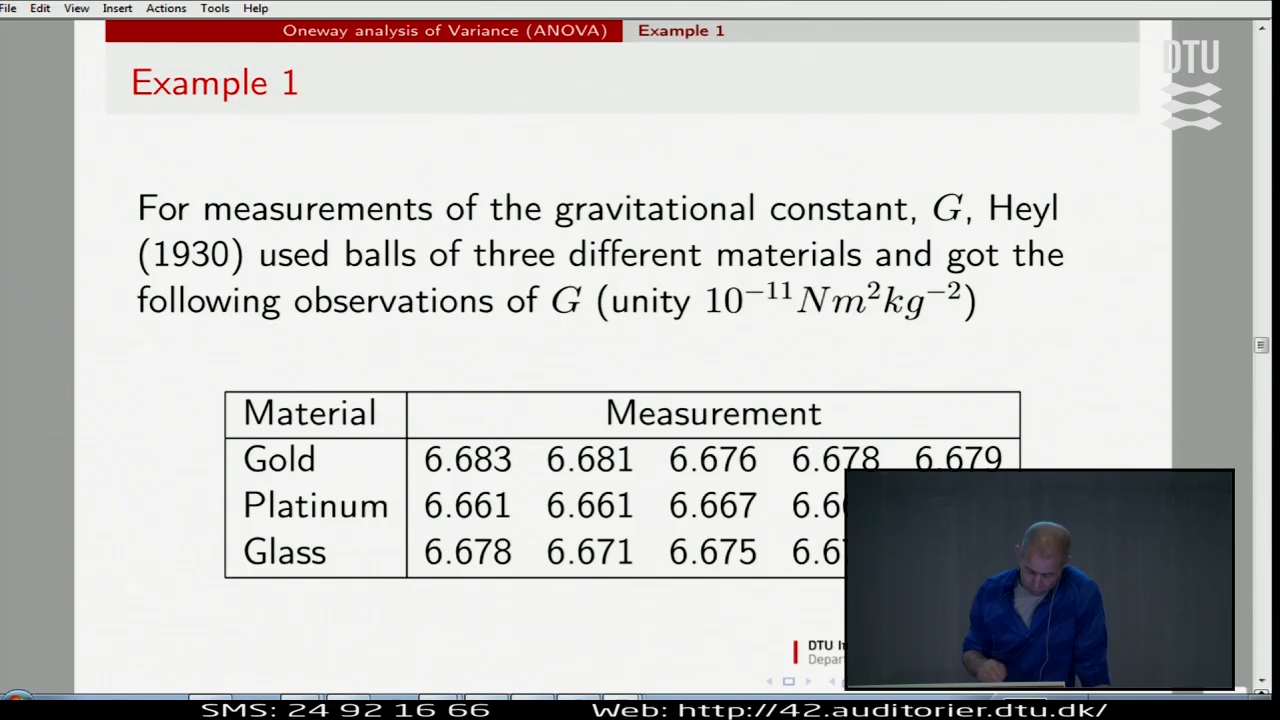 File Edit View Insert Actions Tools Help
Oneway analysis of Variance (ANOVA) Example 1
DTU
Example 1
For measurements of the gravitational constant, G, Heyl
(1930) used balls of three different materials and got the
following observations of G (unity 10⁻¹¹Nm²kg⁻²)
Material Measurement
Gold 6.683 6.681 6.676 6.678 6.679
Platinum 6.661 6.661 6.667
Glass 6.678 6.671 6.675
DTU
SMS: 24 92 16 66 Web: http://42.auditorier.dtu.dk/